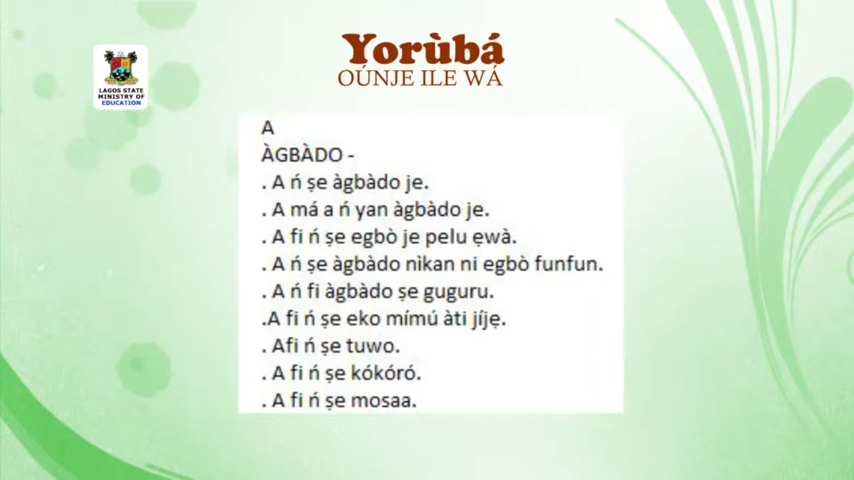 Yorùbá
OÚNJE ILE WÁ
LAGOS STATE
MINISTRY OF
EDUCATION
A
ÀGBÀDO -
. A ń ṣe àgbàdo je.
. A má a ń yan àgbàdo je.
. A fi ń ṣe egbò je pelu ẹwà.
. A ń ṣe àgbàdo nìkan ni egbò funfun.
. A ń fi àgbàdo ṣe guguru.
.A fi ń ṣe eko mímú àti jíjẹ.
. Afi ń ṣe tuwo.
. A fi ń ṣe kókóró.
. A fi ń ṣe mosaa.